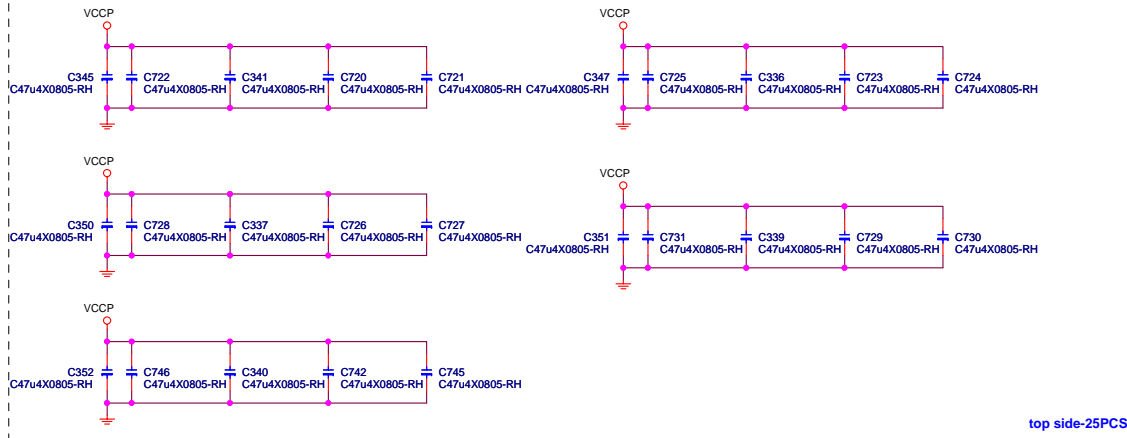 VCCP
C345 C722 C341 C720 C721
C47u4X0805-RH C47u4X0805-RH C47u4X0805-RH C47u4X0805-RH C47u4X0805-RH
VCCP
C347 C725 C336 C723 C724
C47u4X0805-RH C47u4X0805-RH C47u4X0805-RH C47u4X0805-RH C47u4X0805-RH
VCCP
C350 C728 C337 C726 C727
C47u4X0805-RH C47u4X0805-RH C47u4X0805-RH C47u4X0805-RH C47u4X0805-RH
VCCP
C351 C731 C339 C729 C730
C47u4X0805-RH C47u4X0805-RH C47u4X0805-RH C47u4X0805-RH C47u4X0805-RH
VCCP
C352 C746 C340 C742 C745
C47u4X0805-RH C47u4X0805-RH C47u4X0805-RH C47u4X0805-RH C47u4X0805-RH
top side-25PCS